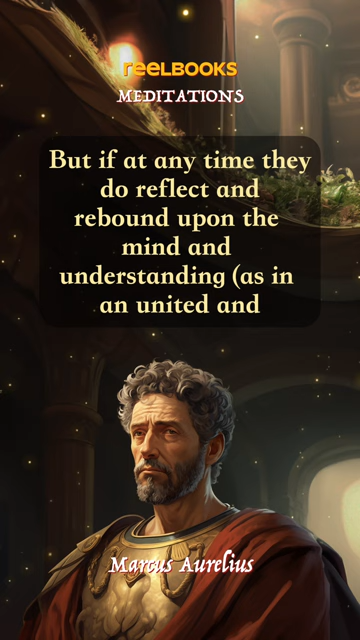 reelBOOKS
MEDITATIONS
But if at any time they
do reflect and
rebound upon the
mind and
understanding (as in
an united and
Marcus Aurelius